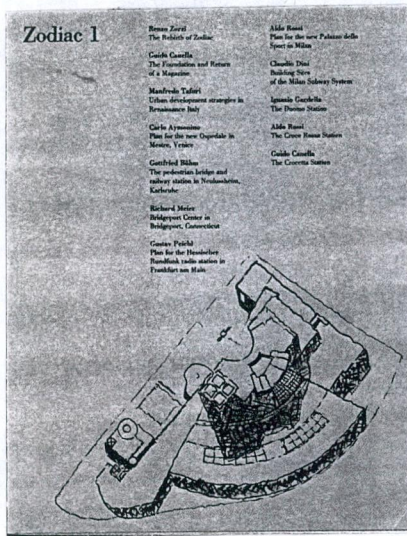 Zodiac 1
Renzo Zorzi
The Rebirth of Zodiac
Guido Canella
The Foundation and Return
of a Magazine
Manfredo Tafuri
Urban development strategies in
Renaissance Italy
Carlo Aymonino
Plan for the new Ospedale in
Mestre, Venice
Gottfried Böhm
The pedestrian bridge and
railway station in Neulussheim,
Karlsruhe
Richard Meier
Bridgeport Center in
Bridgeport, Connecticut
Gustav Peichl
Plan for the Hessischer
Rundfunk radio station in
Frankfurt am Main
Aldo Rossi
Plan for the new Palazzo dello
Sport in Milan
Claudio Dini
Building Sites
of the Milan Subway System
Ignazio Gardella
The Duomo Station
Aldo Rossi
The Croce Rossa Station
Guido Canella
The Crocetta Station